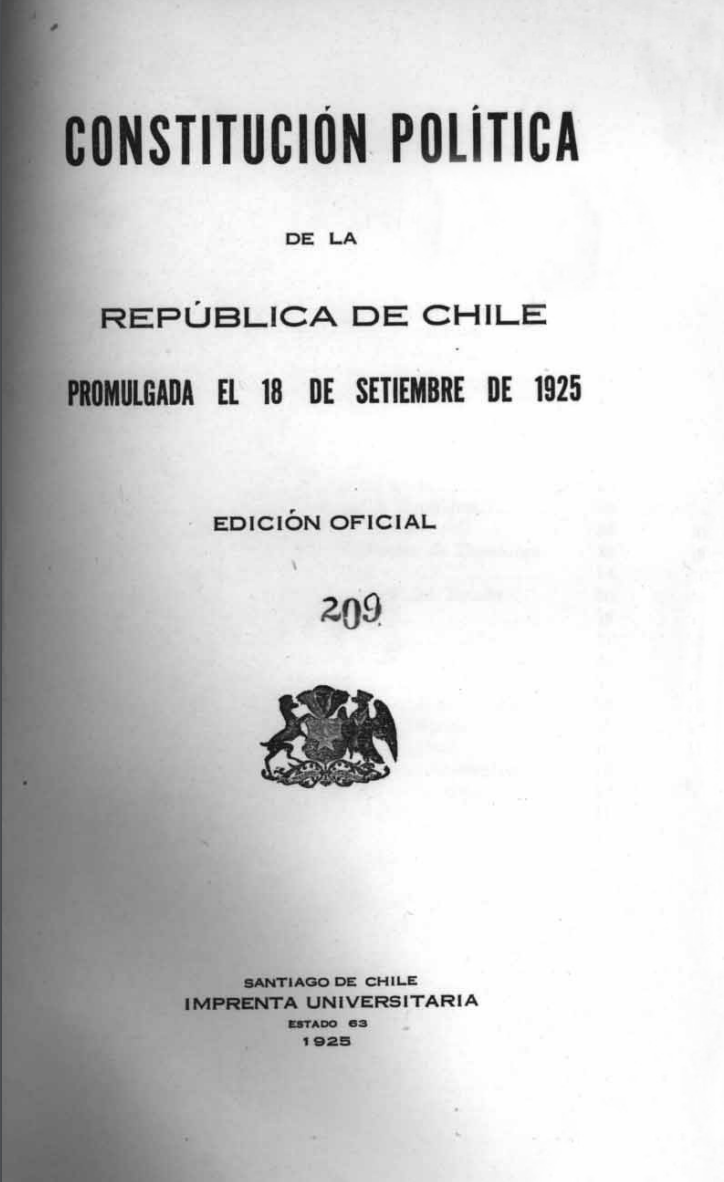 CONSTITUCIÓN POLÍTICA
DE LA
REPÚBLICA DE CHILE
PROMULGADA EL 18 DE SETIEMBRE DE 1925
EDICIÓN OFICIAL
209
SANTIAGO DE CHILE
IMPRENTA UNIVERSITARIA
ESTADO 63
1925